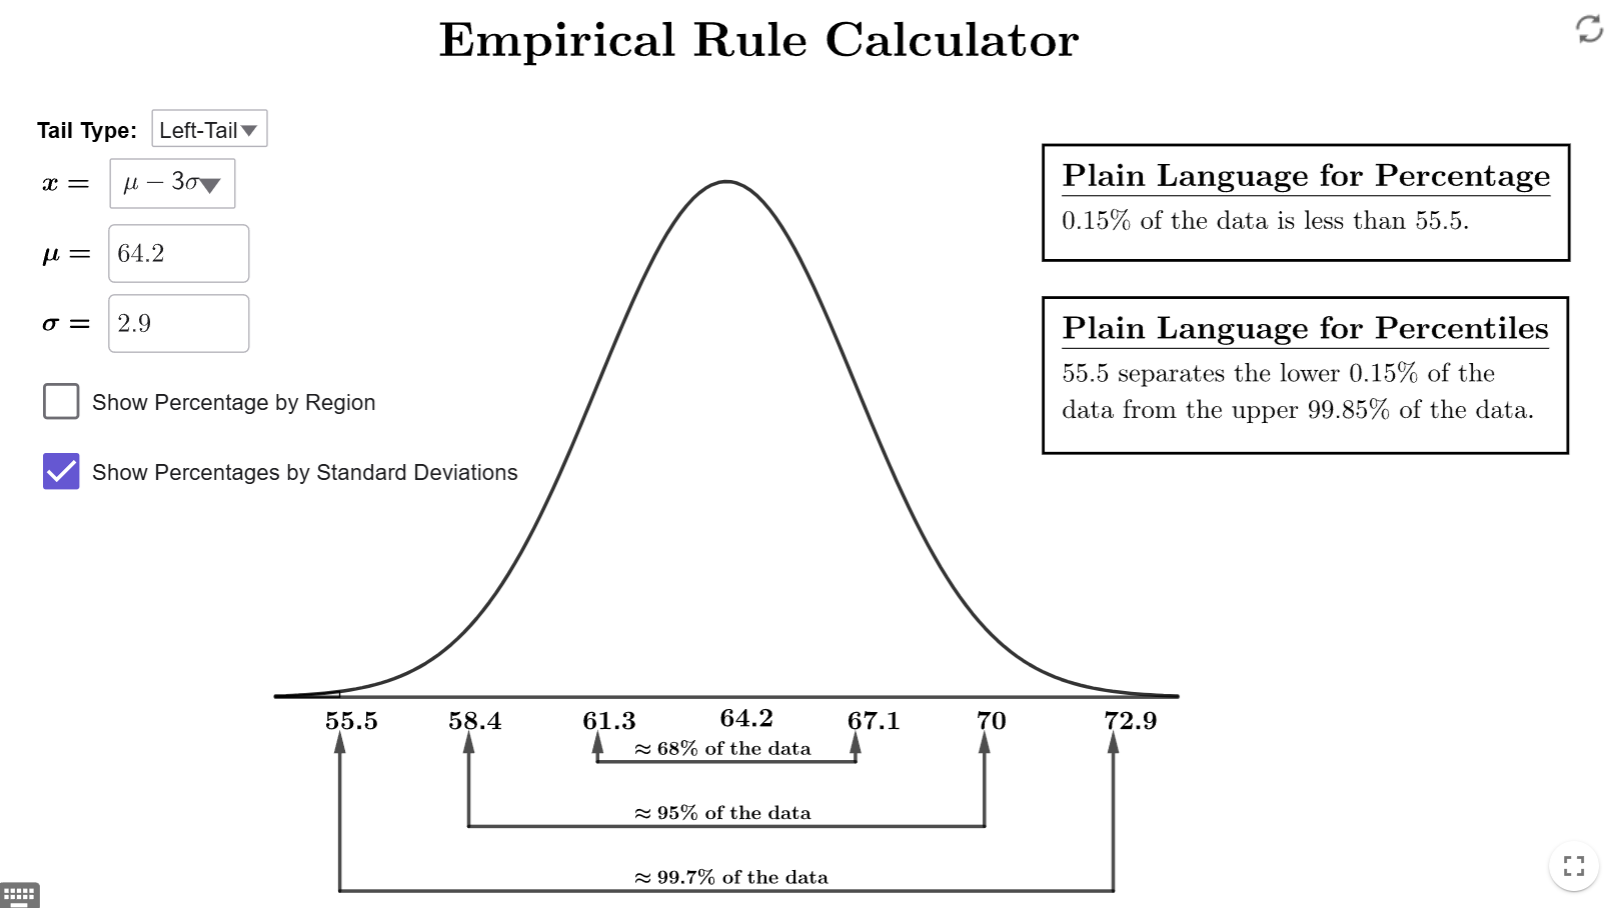 Empirical Rule Calculator
Tail Type: Left-Tail
x = μ − 3σ
μ = 64.2
σ = 2.9
Show Percentage by Region
Show Percentages by Standard Deviations
Plain Language for Percentage
0.15% of the data is less than 55.5.
Plain Language for Percentiles
55.5 separates the lower 0.15% of the
data from the upper 99.85% of the data.
55.5 58.4 61.3 64.2 67.1 70 72.9
≈ 68% of the data
≈ 95% of the data
≈ 99.7% of the data